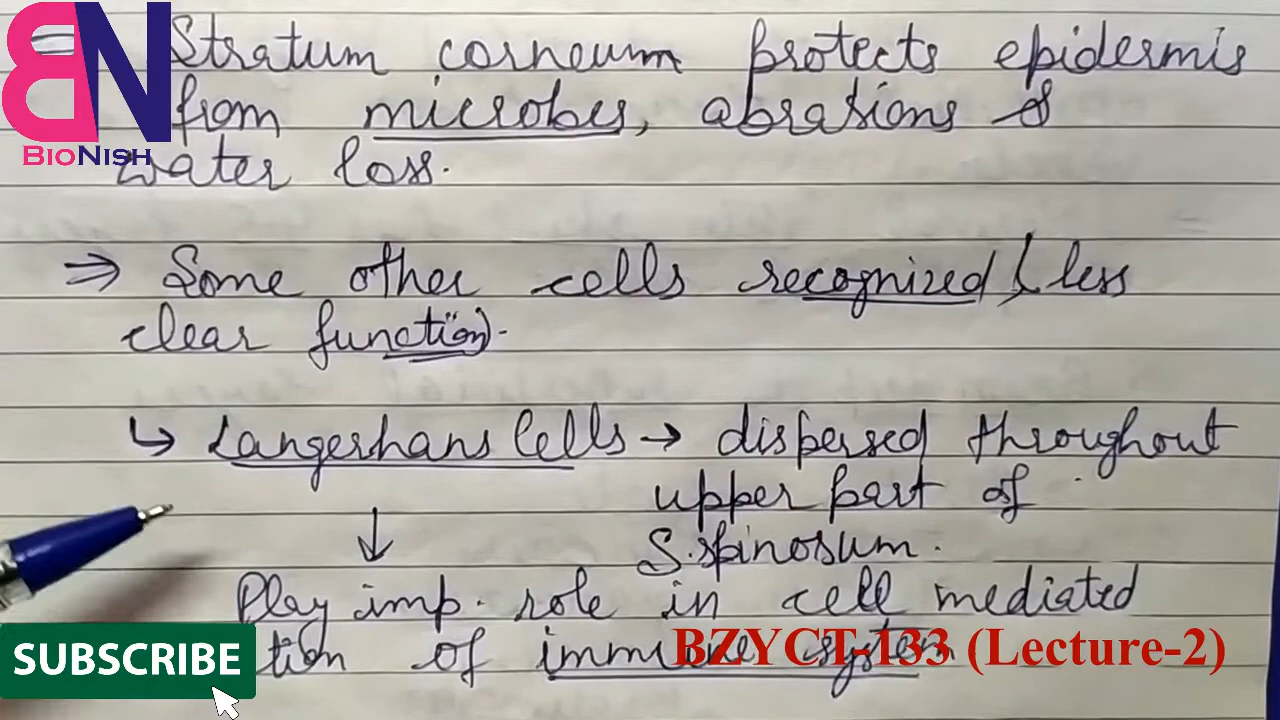 BN
BIONISH
Stratum corneum protects epidermis
from microbes, abrasions &
water loss.
⇒ Some other cells recognized (less
clear function).
↳ Langerhans Cells → dispersed throughout
upper part of
S. spinosum.
↓
Play imp. role in cell mediated
tion of immune system
SUBSCRIBE
BZYCT-133 (Lecture-2)